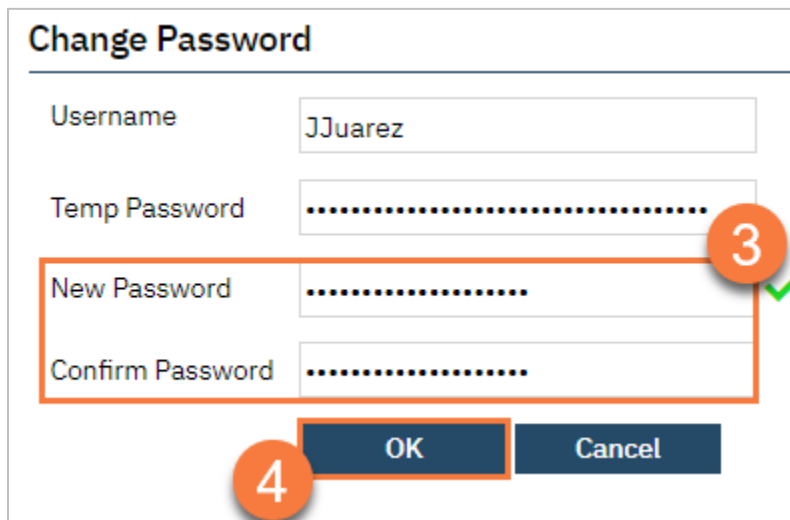 Change Password
Username JJuarez
Temp Password ••••••••••••••••••••••••••••••••••••
3
New Password ••••••••••••••••••••
Confirm Password ••••••••••••••••••••
OK Cancel
4